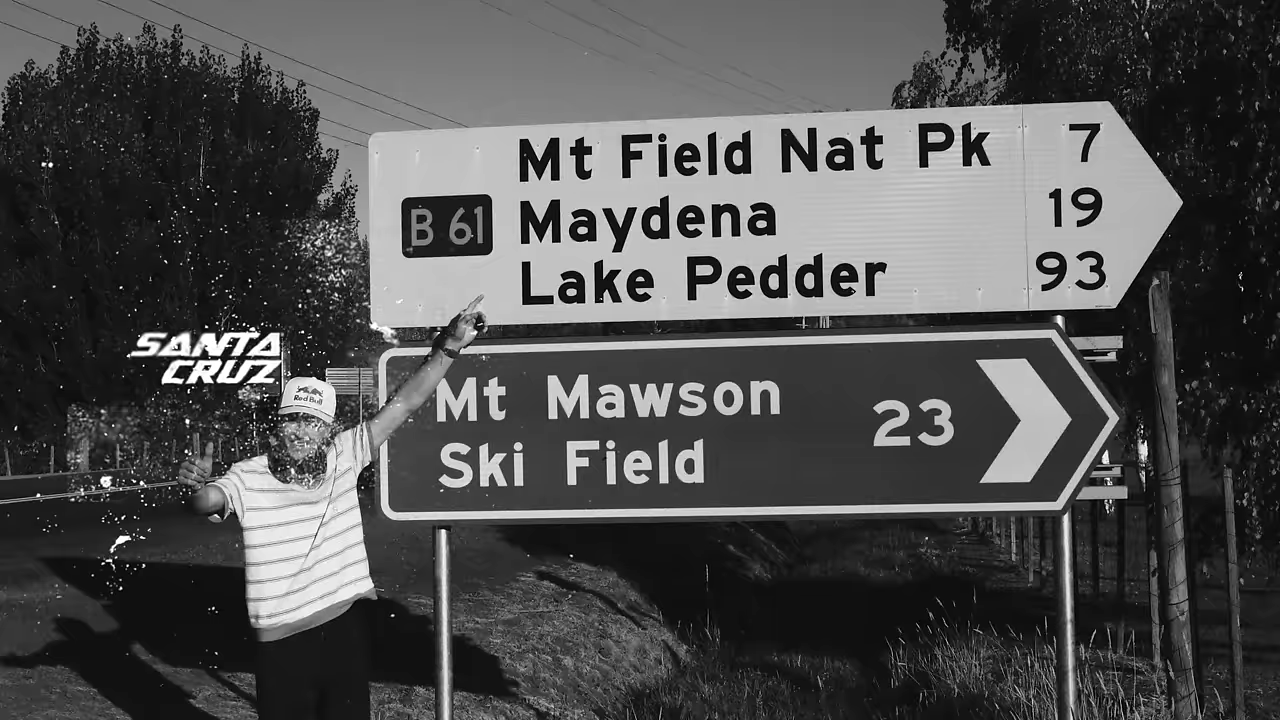 Mt Field Nat Pk 7
B 61 Maydena 19
Lake Pedder 93
SANTA
CRUZ
Mt Mawson
23
Ski Field
Red Bull